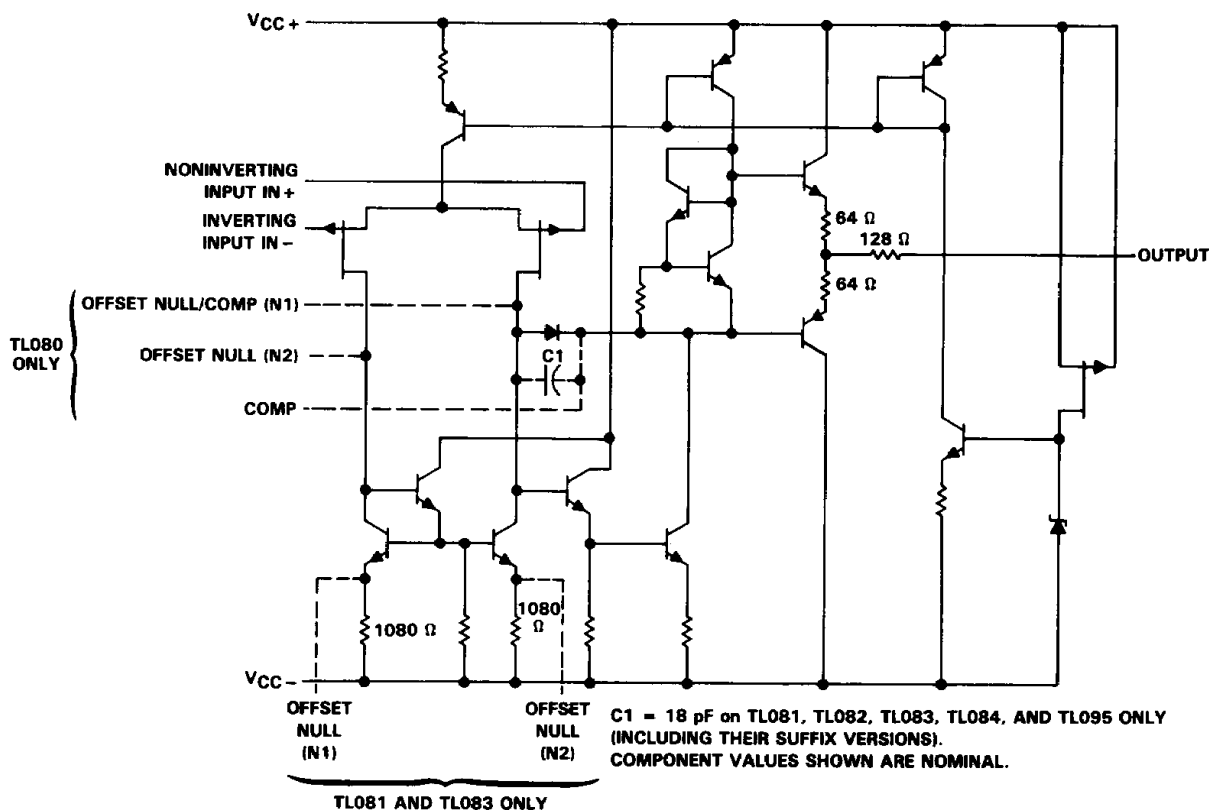 VCC+
NONINVERTING
INPUT IN+
INVERTING
INPUT IN-
64 Ω
128 Ω
OUTPUT
64 Ω
TL080
ONLY
OFFSET NULL/COMP (N1)
OFFSET NULL (N2)
COMP
C1
1080 Ω
1080
Ω
VCC-
OFFSET
NULL
(N1)
OFFSET
NULL
(N2)
TL081 AND TL083 ONLY
C1 = 18 pF on TL081, TL082, TL083, TL084, AND TL095 ONLY
(INCLUDING THEIR SUFFIX VERSIONS).
COMPONENT VALUES SHOWN ARE NOMINAL.